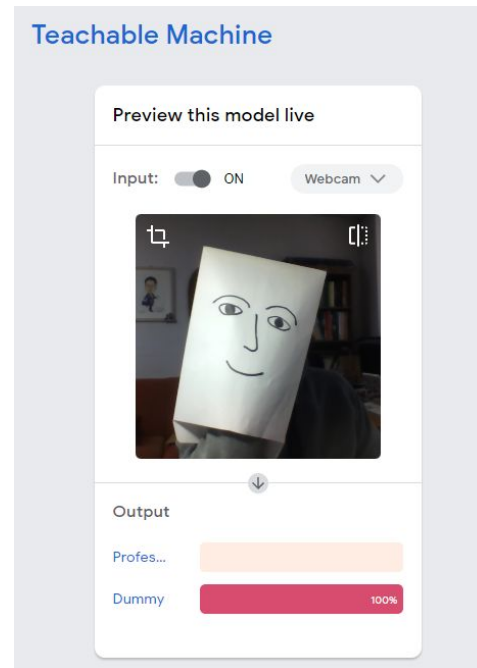 Teachable Machine
Preview this model live
Input: ON Webcam
Output
Profes...
Dummy 100%